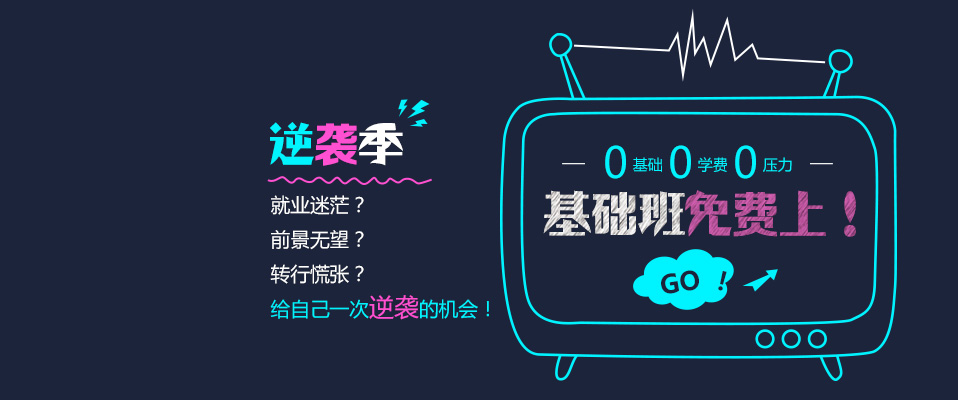 逆袭季
就业迷茫？
前景无望？
转行慌张？
给自己一次逆袭的机会！
0基础 0学费 0压力
基础班免费上！
GO！